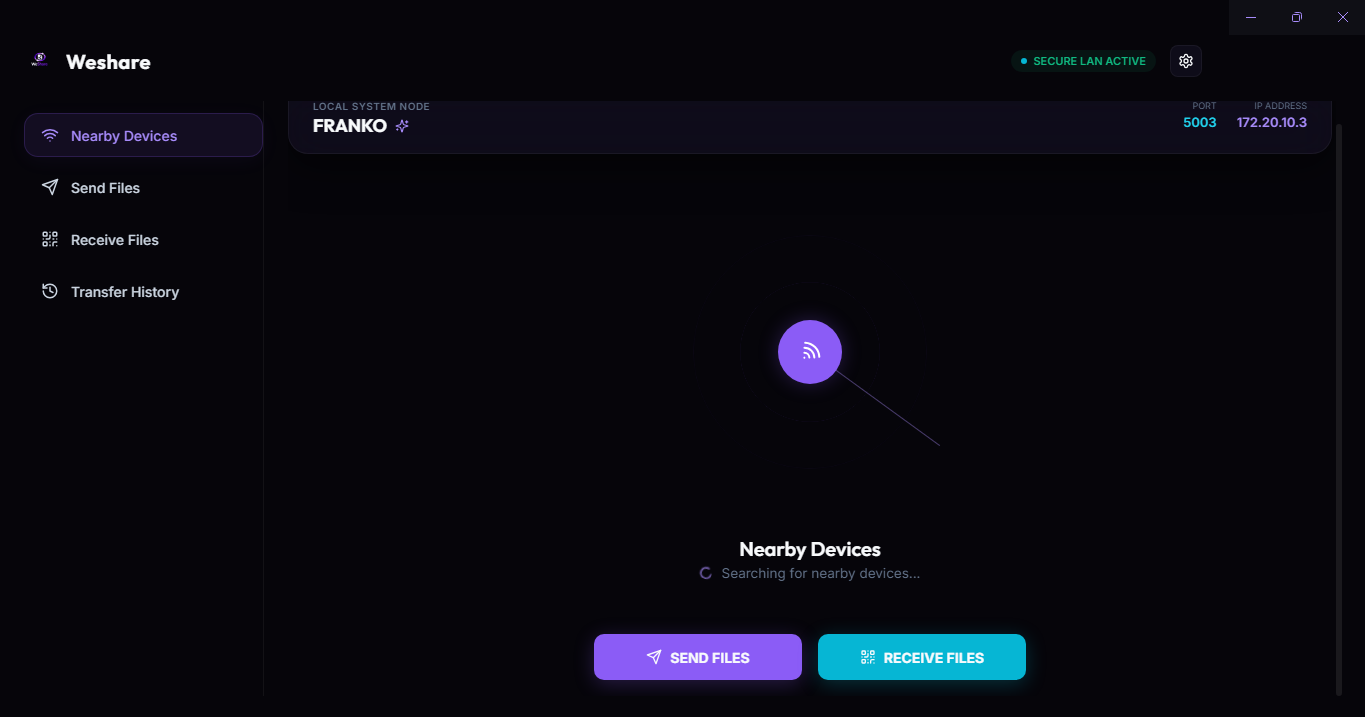 Weshare
SECURE LAN ACTIVE
Nearby Devices
Send Files
Receive Files
Transfer History
LOCAL SYSTEM NODE
FRANKO
PORT
5003
IP ADDRESS
172.20.10.3
Nearby Devices
Searching for nearby devices...
SEND FILES
RECEIVE FILES